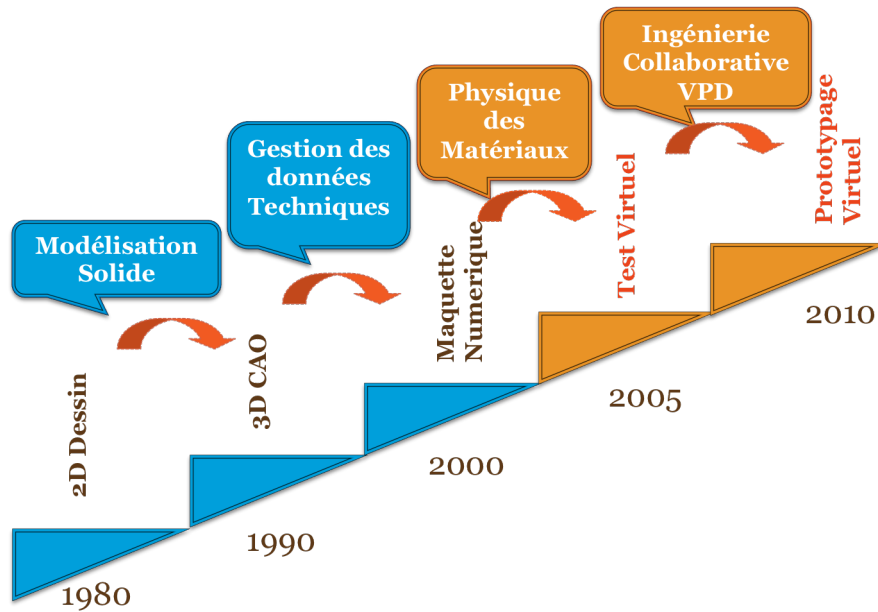 Ingénierie
Collaborative
VPD
Physique
des
Matériaux
Gestion des
données
Techniques
Modélisation
Solide
2D Dessin
3D CAO
Maquette
Numerique
Test Virtuel
Prototypage
Virtuel
1980
1990
2000
2005
2010